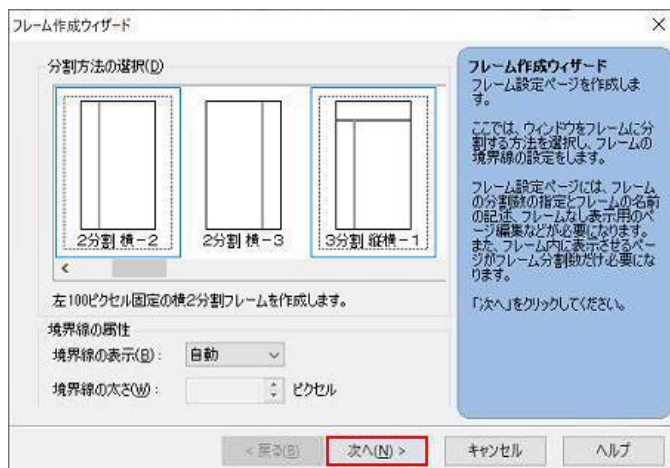 フレーム作成ウィザード
分割方法の選択(D)
2分割 横－2
2分割 横－3
3分割 縦横－1
左100ピクセル固定の横2分割フレームを作成します。
境界線の属性
境界線の表示(B)：
自動
境界線の太さ(W)：
ピクセル
フレーム作成ウィザード
フレーム設定ページを作成しま
す。
ここでは、ウィンドウをフレームに分
割する方法を選択し、フレームの
境界線の設定をします。
フレーム設定ページには、フレーム
の分割数の指定とフレームの名前
の記述、フレームなし表示用のペ
ージ編集などが必要になります。
また、フレーム内に表示させるペー
ジがフレーム分割数だけ必要にな
ります。
「次へ」をクリックしてください。
< 戻る(B)
次へ(N) >
キャンセル
ヘルプ